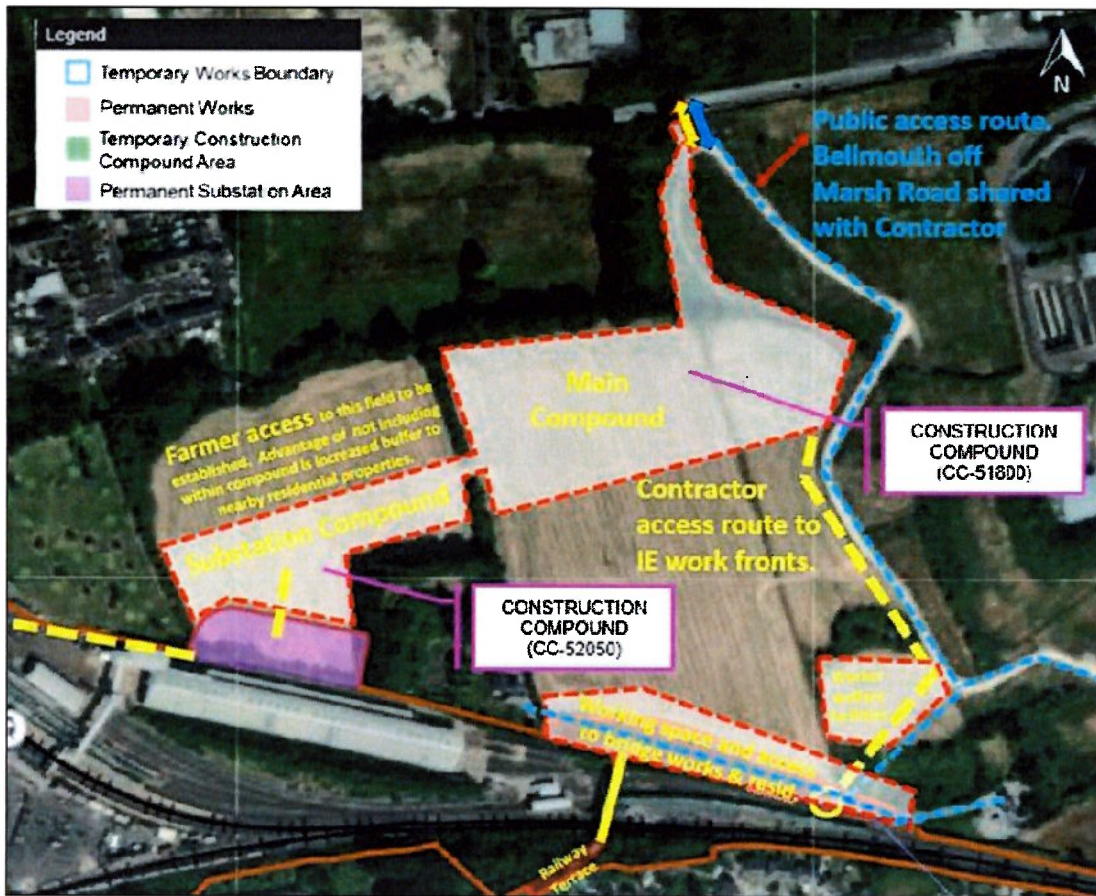 Legend
Temporary Works Boundary
Permanent Works
Temporary Construction
Compound Area
Permanent Substation Area
N
Public access route.
Bellmouth off
Marsh Road shared
with Contractor
Main
Compound
Farmer access to this field to be
established. Advantage of not including
within compound is increased buffer to
nearby residential properties.
Substation Compound
CONSTRUCTION
COMPOUND
(CC-51800)
Contractor
access route to
IE work fronts.
CONSTRUCTION
COMPOUND
(CC-52050)
Worker
welfare
Working space and access
to bridge works & resid.
Railway
Terrace